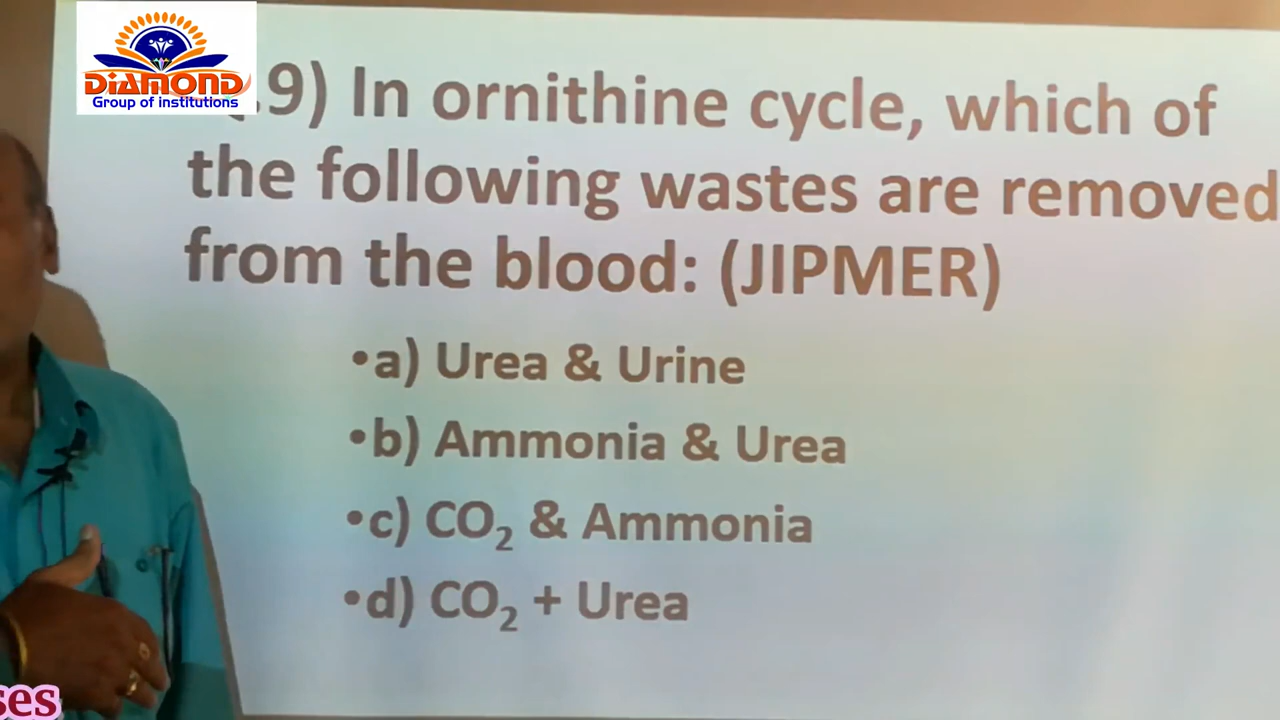 DIAMOND
Group of institutions
.9) In ornithine cycle, which of
the following wastes are removed
from the blood: (JIPMER)
•a) Urea & Urine
•b) Ammonia & Urea
•c) CO₂ & Ammonia
•d) CO₂ + Urea